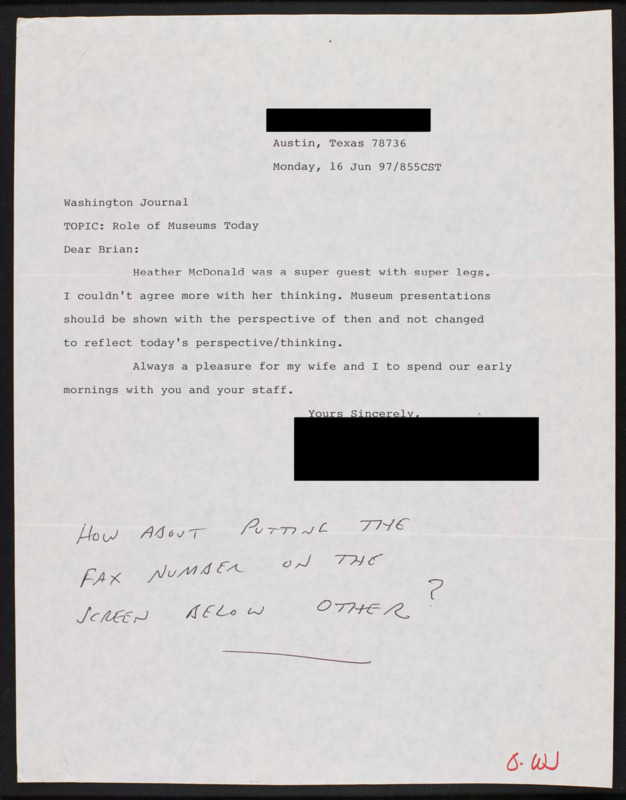 Austin, Texas 78736
Monday, 16 Jun 97/855CST
Washington Journal
TOPIC: Role of Museums Today
Dear Brian:
Heather McDonald was a super guest with super legs.
I couldn't agree more with her thinking. Museum presentations
should be shown with the perspective of then and not changed
to reflect today's perspective/thinking.
Always a pleasure for my wife and I to spend our early
mornings with you and your staff.
Yours Sincerely,
HOW ABOUT PUTTING THE
FAX NUMBER ON THE
SCREEN BELOW OTHER?